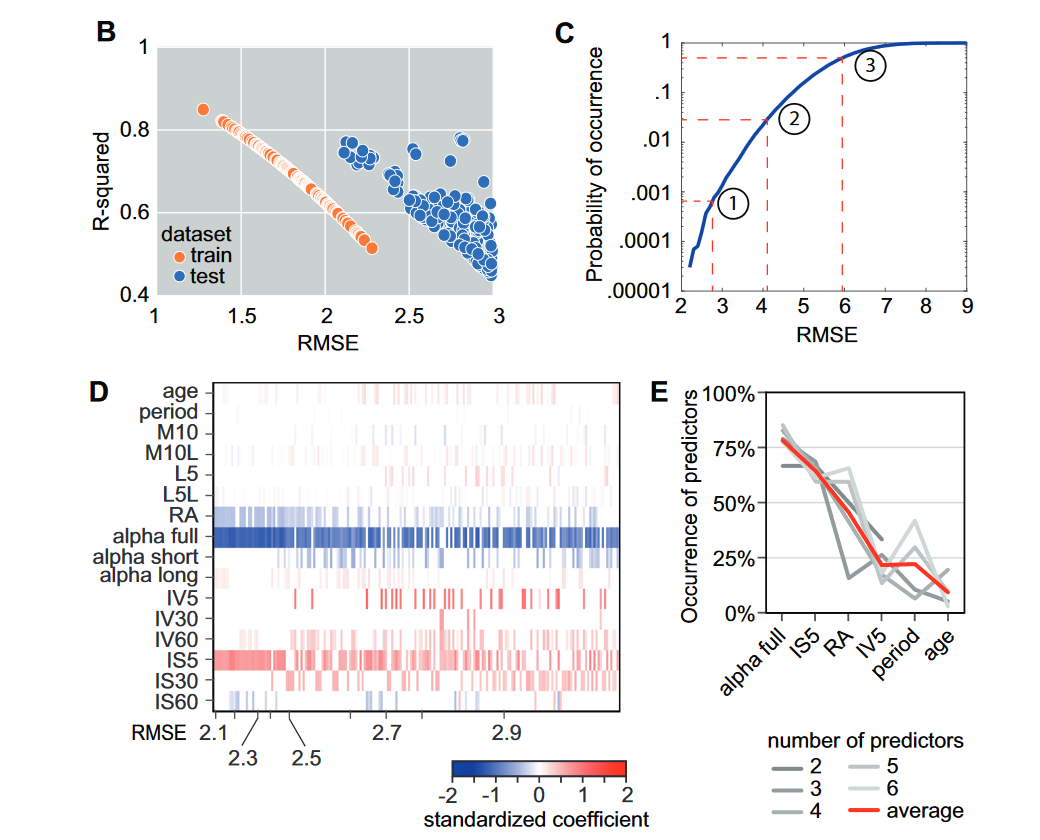 B
R-squared
1
0.8
0.6
0.4
dataset
train
test
1 1.5 2 2.5 3
RMSE
C
Probability of occurrence
1
.1
.01
.001
.0001
.00001
1
2
3
2 3 4 5 6 7 8 9
RMSE
D
age
period
M10
M10L
L5
L5L
RA
alpha full
alpha short
alpha long
IV5
IV30
IV60
IS5
IS30
IS60
RMSE 2.1 2.7 2.9
2.3 2.5
-2 -1 0 1 2
standardized coefficient
E
Occurrence of predictors
100%
75%
50%
25%
0%
alpha full
IS5
RA
IV5
period
age
number of predictors
2 5
3 6
4 average